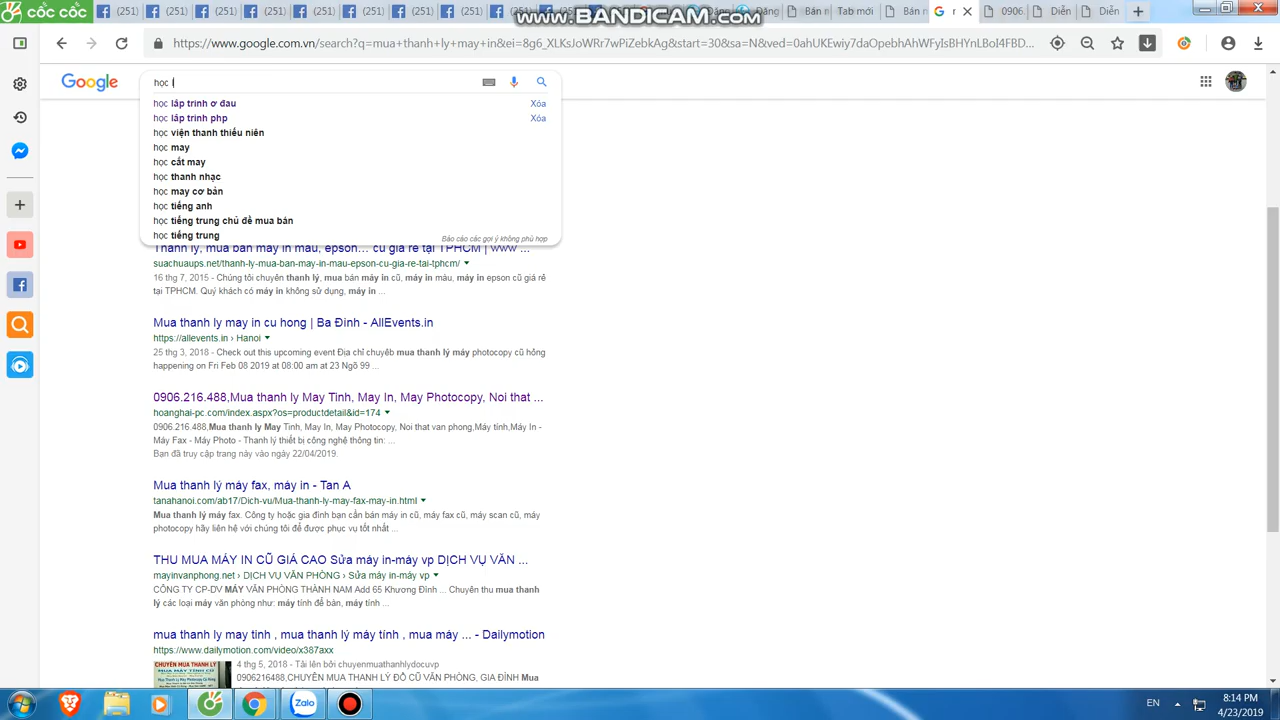 CỐC CỐC
(251)
(251)
(251)
(251)
(251)
(251)
(251)
(251)
www.BANDICAM.com
Tab mới
0906
Diễn
Diễn
https://www.google.com.vn/search?q=mua+thanh+ly+may+in&ei=8g6_XLKsJoWRr7wPiZebkAg&start=30&sa=N&ved=0ahUKEwiy7daOpebhAhWFyIsBHYnLBoI4FBD...
Google
học l
học lập trình ở đâu Xóa
học lập trình php Xóa
học viện thanh thiếu niên
học may
học cắt may
học thanh nhạc
học may cơ bản
học tiếng anh
học tiếng trung chủ đề mua bán
học tiếng trung
Báo cáo các gợi ý không phù hợp
Thanh lý, mua bán máy in màu, epson… cũ giá rẻ tại TPHCM | www ...
suachuaups.net/thanh-ly-mua-ban-may-in-mau-epson-cu-gia-re-tai-tphcm/
16 thg 7, 2015 - Chúng tôi chuyên thanh lý, mua bán máy in cũ, máy in màu, máy in epson cũ giá rẻ
tại TPHCM. Quý khách có máy in không sử dụng, máy in ...
Mua thanh ly may in cu hong | Ba Đình - AllEvents.in
https://allevents.in › Hanoi
25 thg 3, 2018 - Check out this upcoming event Địa chỉ chuyêb mua thanh lý máy photocopy cũ hỏng
happening on Fri Feb 08 2019 at 08:00 am at 23 Ngõ 99 ...
0906.216.488,Mua thanh ly May Tinh, May In, May Photocopy, Noi that ...
hoanghai-pc.com/index.aspx?os=productdetail&id=174
0906.216.488,Mua thanh ly May Tinh, May In, May Photocopy, Noi that van phong,Máy tính,Máy In -
Máy Fax - Máy Photo - Thanh lý thiết bị công nghệ thông tin: ...
Bạn đã truy cập trang này vào ngày 22/04/2019.
Mua thanh lý máy fax, máy in - Tan A
tanahanoi.com/ab17/Dich-vu/Mua-thanh-ly-may-fax-may-in.html
Mua thanh lý máy fax. Công ty hoặc gia đình bạn cần bán máy in cũ, máy fax cũ, máy scan cũ, máy
photocopy hãy liên hệ với chúng tôi để được phục vụ tốt nhất ...
THU MUA MÁY IN CŨ GIÁ CAO Sửa máy in-máy vp DỊCH VỤ VĂN ...
mayinvanphong.net › DỊCH VỤ VĂN PHÒNG › Sửa máy in-máy vp
CÔNG TY CP-DV MÁY VĂN PHÒNG THÀNH NAM Add 65 Khương Đình ... Chuyên thu mua thanh
lý các loại máy văn phòng như: máy tính để bàn, máy tính ...
mua thanh ly may tinh , mua thanh lý máy tính , mua máy ... - Dailymotion
https://www.dailymotion.com/video/x387axx
4 thg 5, 2018 - Tải lên bởi chuyenmuathanhlydocuvp
CHUYÊN MUA THANH LÝ
0906216488,CHUYÊN MUA THANH LÝ ĐỒ CŨ VĂN PHÒNG, GIA ĐÌNH Mua
Zalo
EN
8:14 PM
4/23/2019